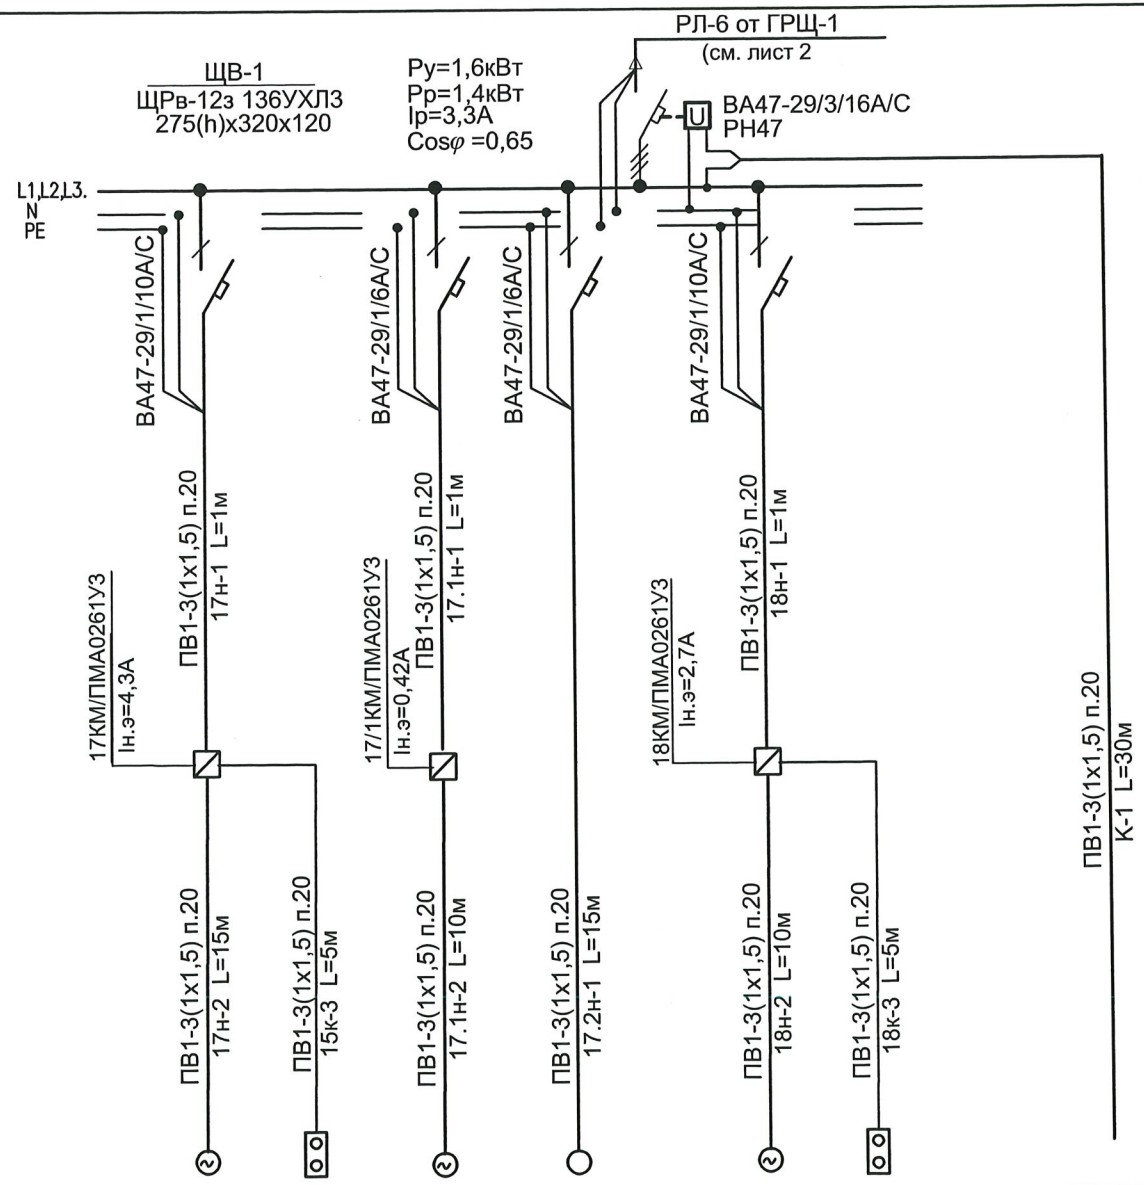 РЛ-6 от ГРЩ-1
(см. лист 2
ЩВ-1
ЩРв-12з 136УХЛ3
275(h)x320x120
Ру=1,6кВт
Рр=1,4кВт
Iр=3,3А
Cosφ =0,65
U
ВА47-29/3/16А/С
РН47
L1,L2,L3.
N
PE
ВА47-29/1/10А/С
ВА47-29/1/6А/С
ВА47-29/1/6А/С
ВА47-29/1/10А/С
ПВ1-3(1х1,5) п.20
17н-1 L=1м
ПВ1-3(1х1,5) п.20
17.1н-1 L=1м
ПВ1-3(1х1,5) п.20
18н-1 L=1м
17КМ/ПМА0261У3
Iн.э=4,3А
17/1КМ/ПМА0261У3
Iн.э=0,42А
18КМ/ПМА0261У3
Iн.э=2,7А
ПВ1-3(1х1,5) п.20
К-1 L=30м
ПВ1-3(1х1,5) п.20
17н-2 L=15м
ПВ1-3(1х1,5) п.20
15к-3 L=5м
ПВ1-3(1х1,5) п.20
17.1н-2 L=10м
ПВ1-3(1х1,5) п.20
17.2н-1 L=15м
ПВ1-3(1х1,5) п.20
18н-2 L=10м
ПВ1-3(1х1,5) п.20
18к-3 L=5м